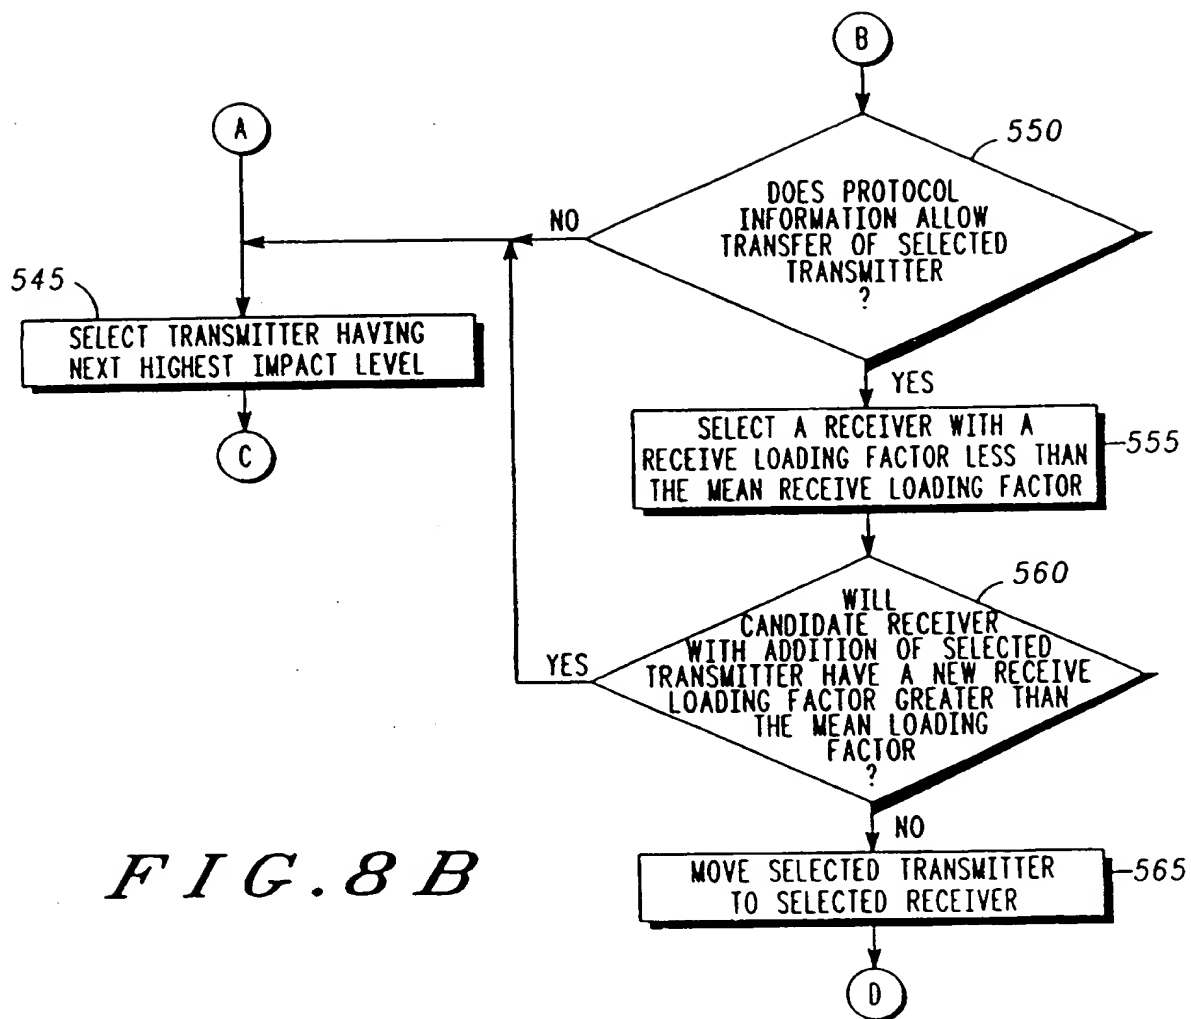 B
A
550
DOES PROTOCOL
INFORMATION ALLOW
TRANSFER OF SELECTED
TRANSMITTER
?
NO
545
SELECT TRANSMITTER HAVING
NEXT HIGHEST IMPACT LEVEL
YES
C
SELECT A RECEIVER WITH A
RECEIVE LOADING FACTOR LESS THAN
THE MEAN RECEIVE LOADING FACTOR
555
560
WILL
CANDIDATE RECEIVER
WITH ADDITION OF SELECTED
TRANSMITTER HAVE A NEW RECEIVE
LOADING FACTOR GREATER THAN
THE MEAN LOADING
FACTOR
?
YES
NO
MOVE SELECTED TRANSMITTER
TO SELECTED RECEIVER
565
D
FIG.8B